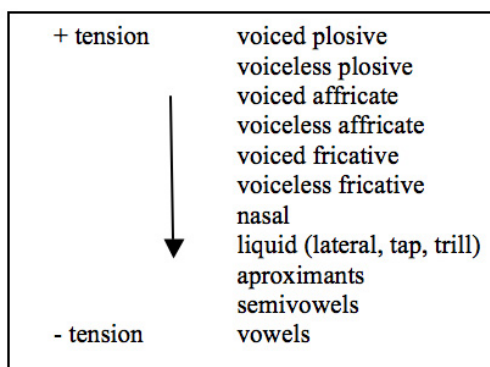 + tension voiced plosive
voiceless plosive
voiced affricate
voiceless affricate
voiced fricative
voiceless fricative
nasal
liquid (lateral, tap, trill)
aproximants
semivowels
- tension vowels